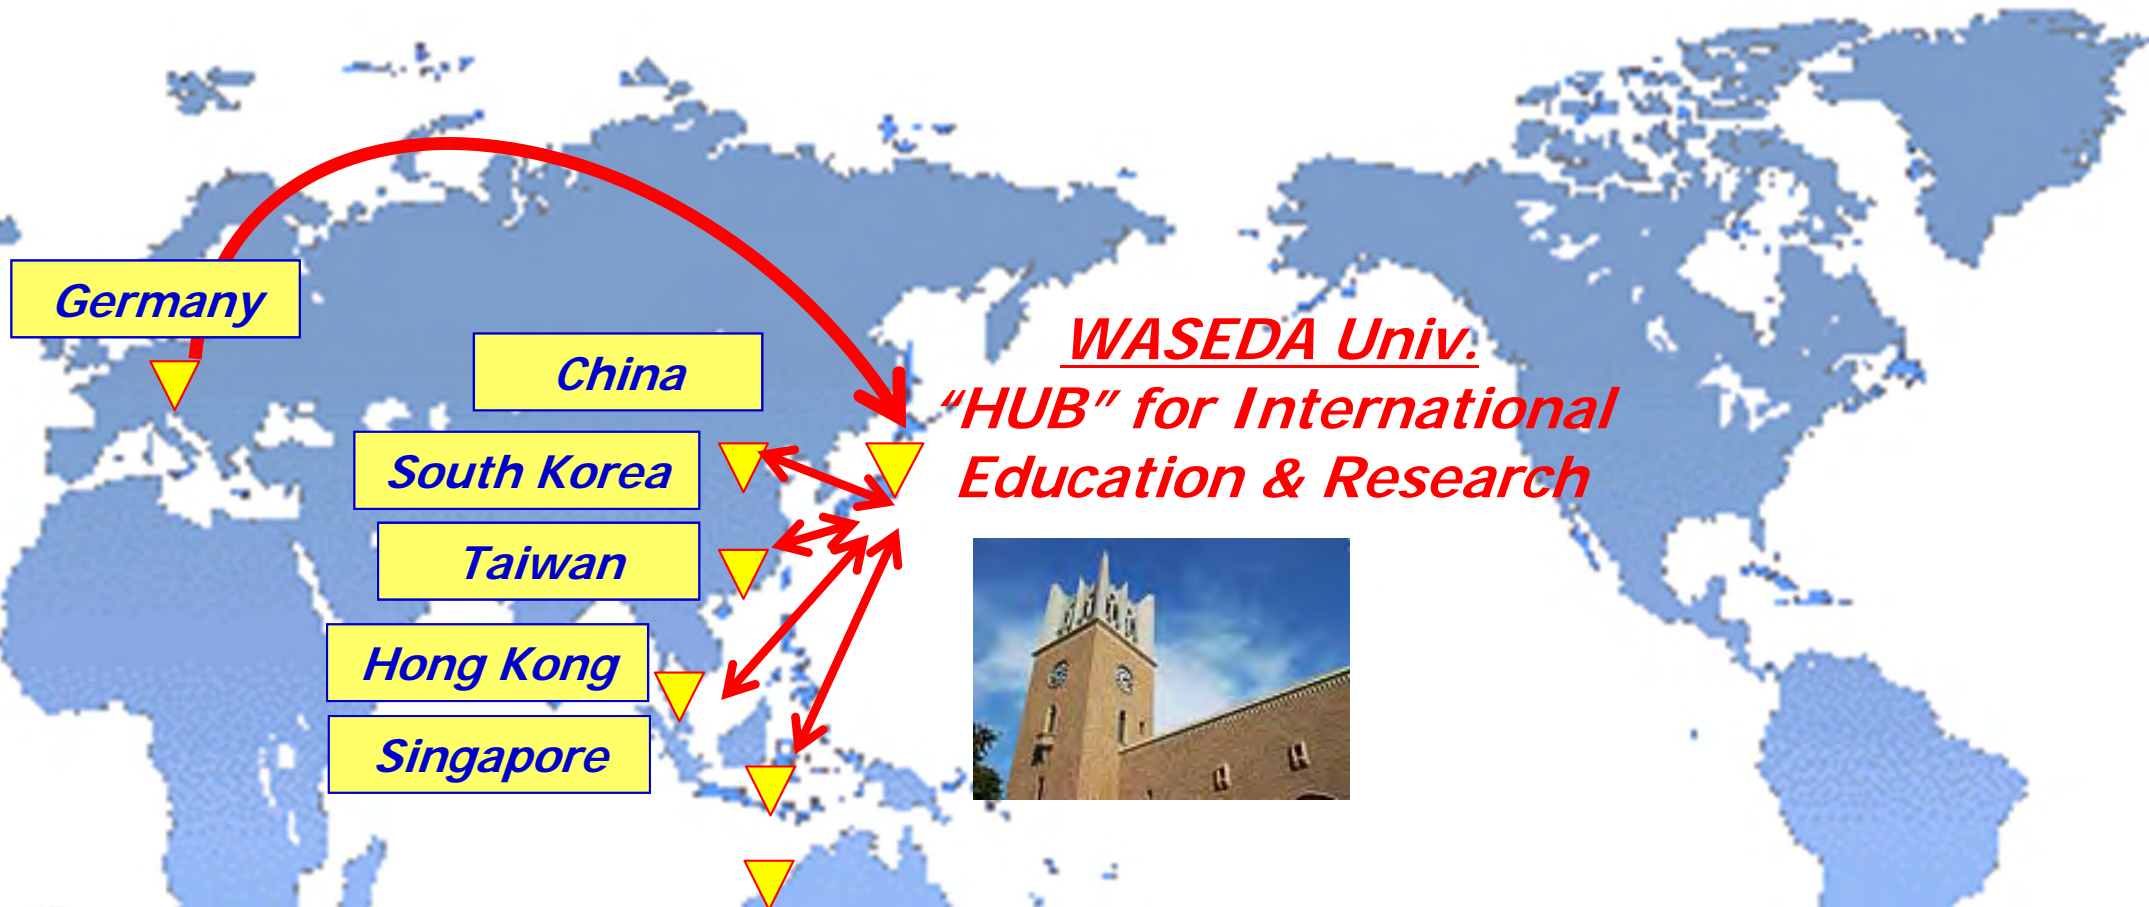 Germany
China
South Korea
Taiwan
Hong Kong
Singapore
WASEDA Univ.
“HUB” for International
Education & Research